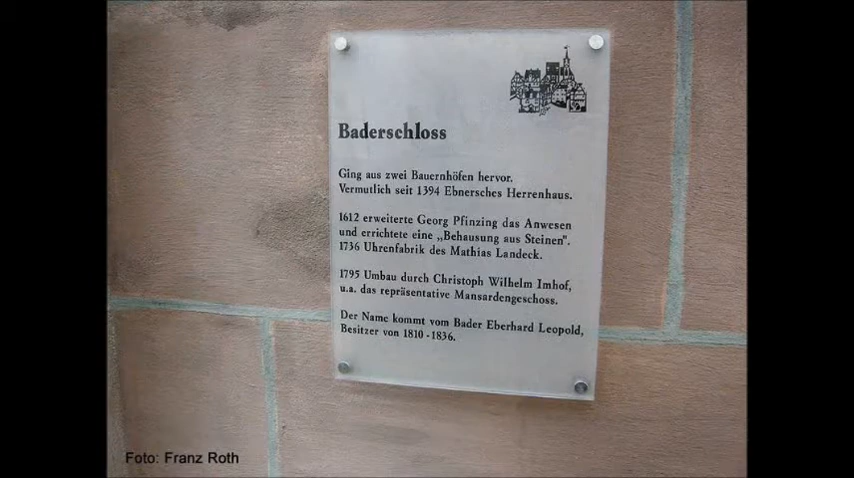 Baderschloss
Ging aus zwei Bauernhöfen hervor.
Vermutlich seit 1394 Ebnersches Herrenhaus.
1612 erweiterte Georg Pfinzing das Anwesen
und errichtete eine „Behausung aus Steinen".
1736 Uhrenfabrik des Mathias Landeck.
1795 Umbau durch Christoph Wilhelm Imhof,
u.a. das repräsentative Mansardengeschoss.
Der Name kommt vom Bader Eberhard Leopold,
Besitzer von 1810 - 1836.
Foto: Franz Roth